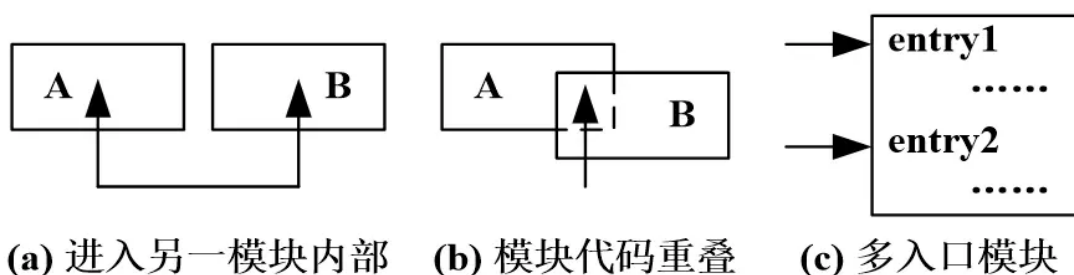 A
B
A
B
entry1
......
entry2
......
(a) 进入另一模块内部
(b) 模块代码重叠
(c) 多入口模块